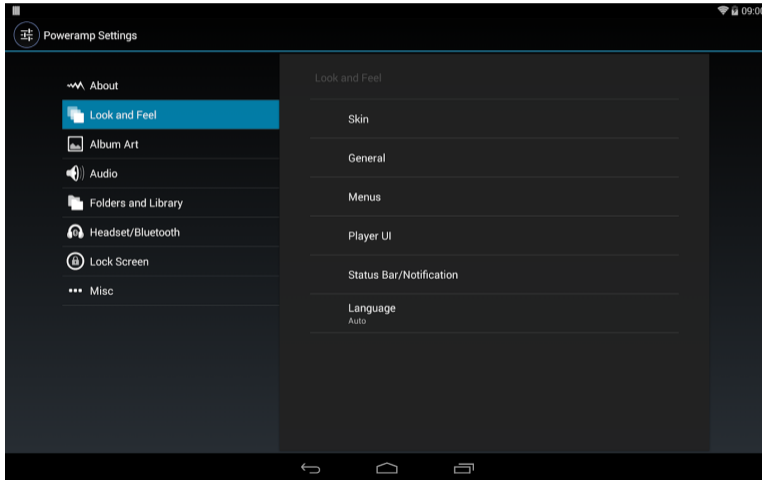 09:00
Poweramp Settings
About
Look and Feel
Album Art
Audio
Folders and Library
Headset/Bluetooth
Lock Screen
Misc
Look and Feel
Skin
General
Menus
Player UI
Status Bar/Notification
Language
Auto